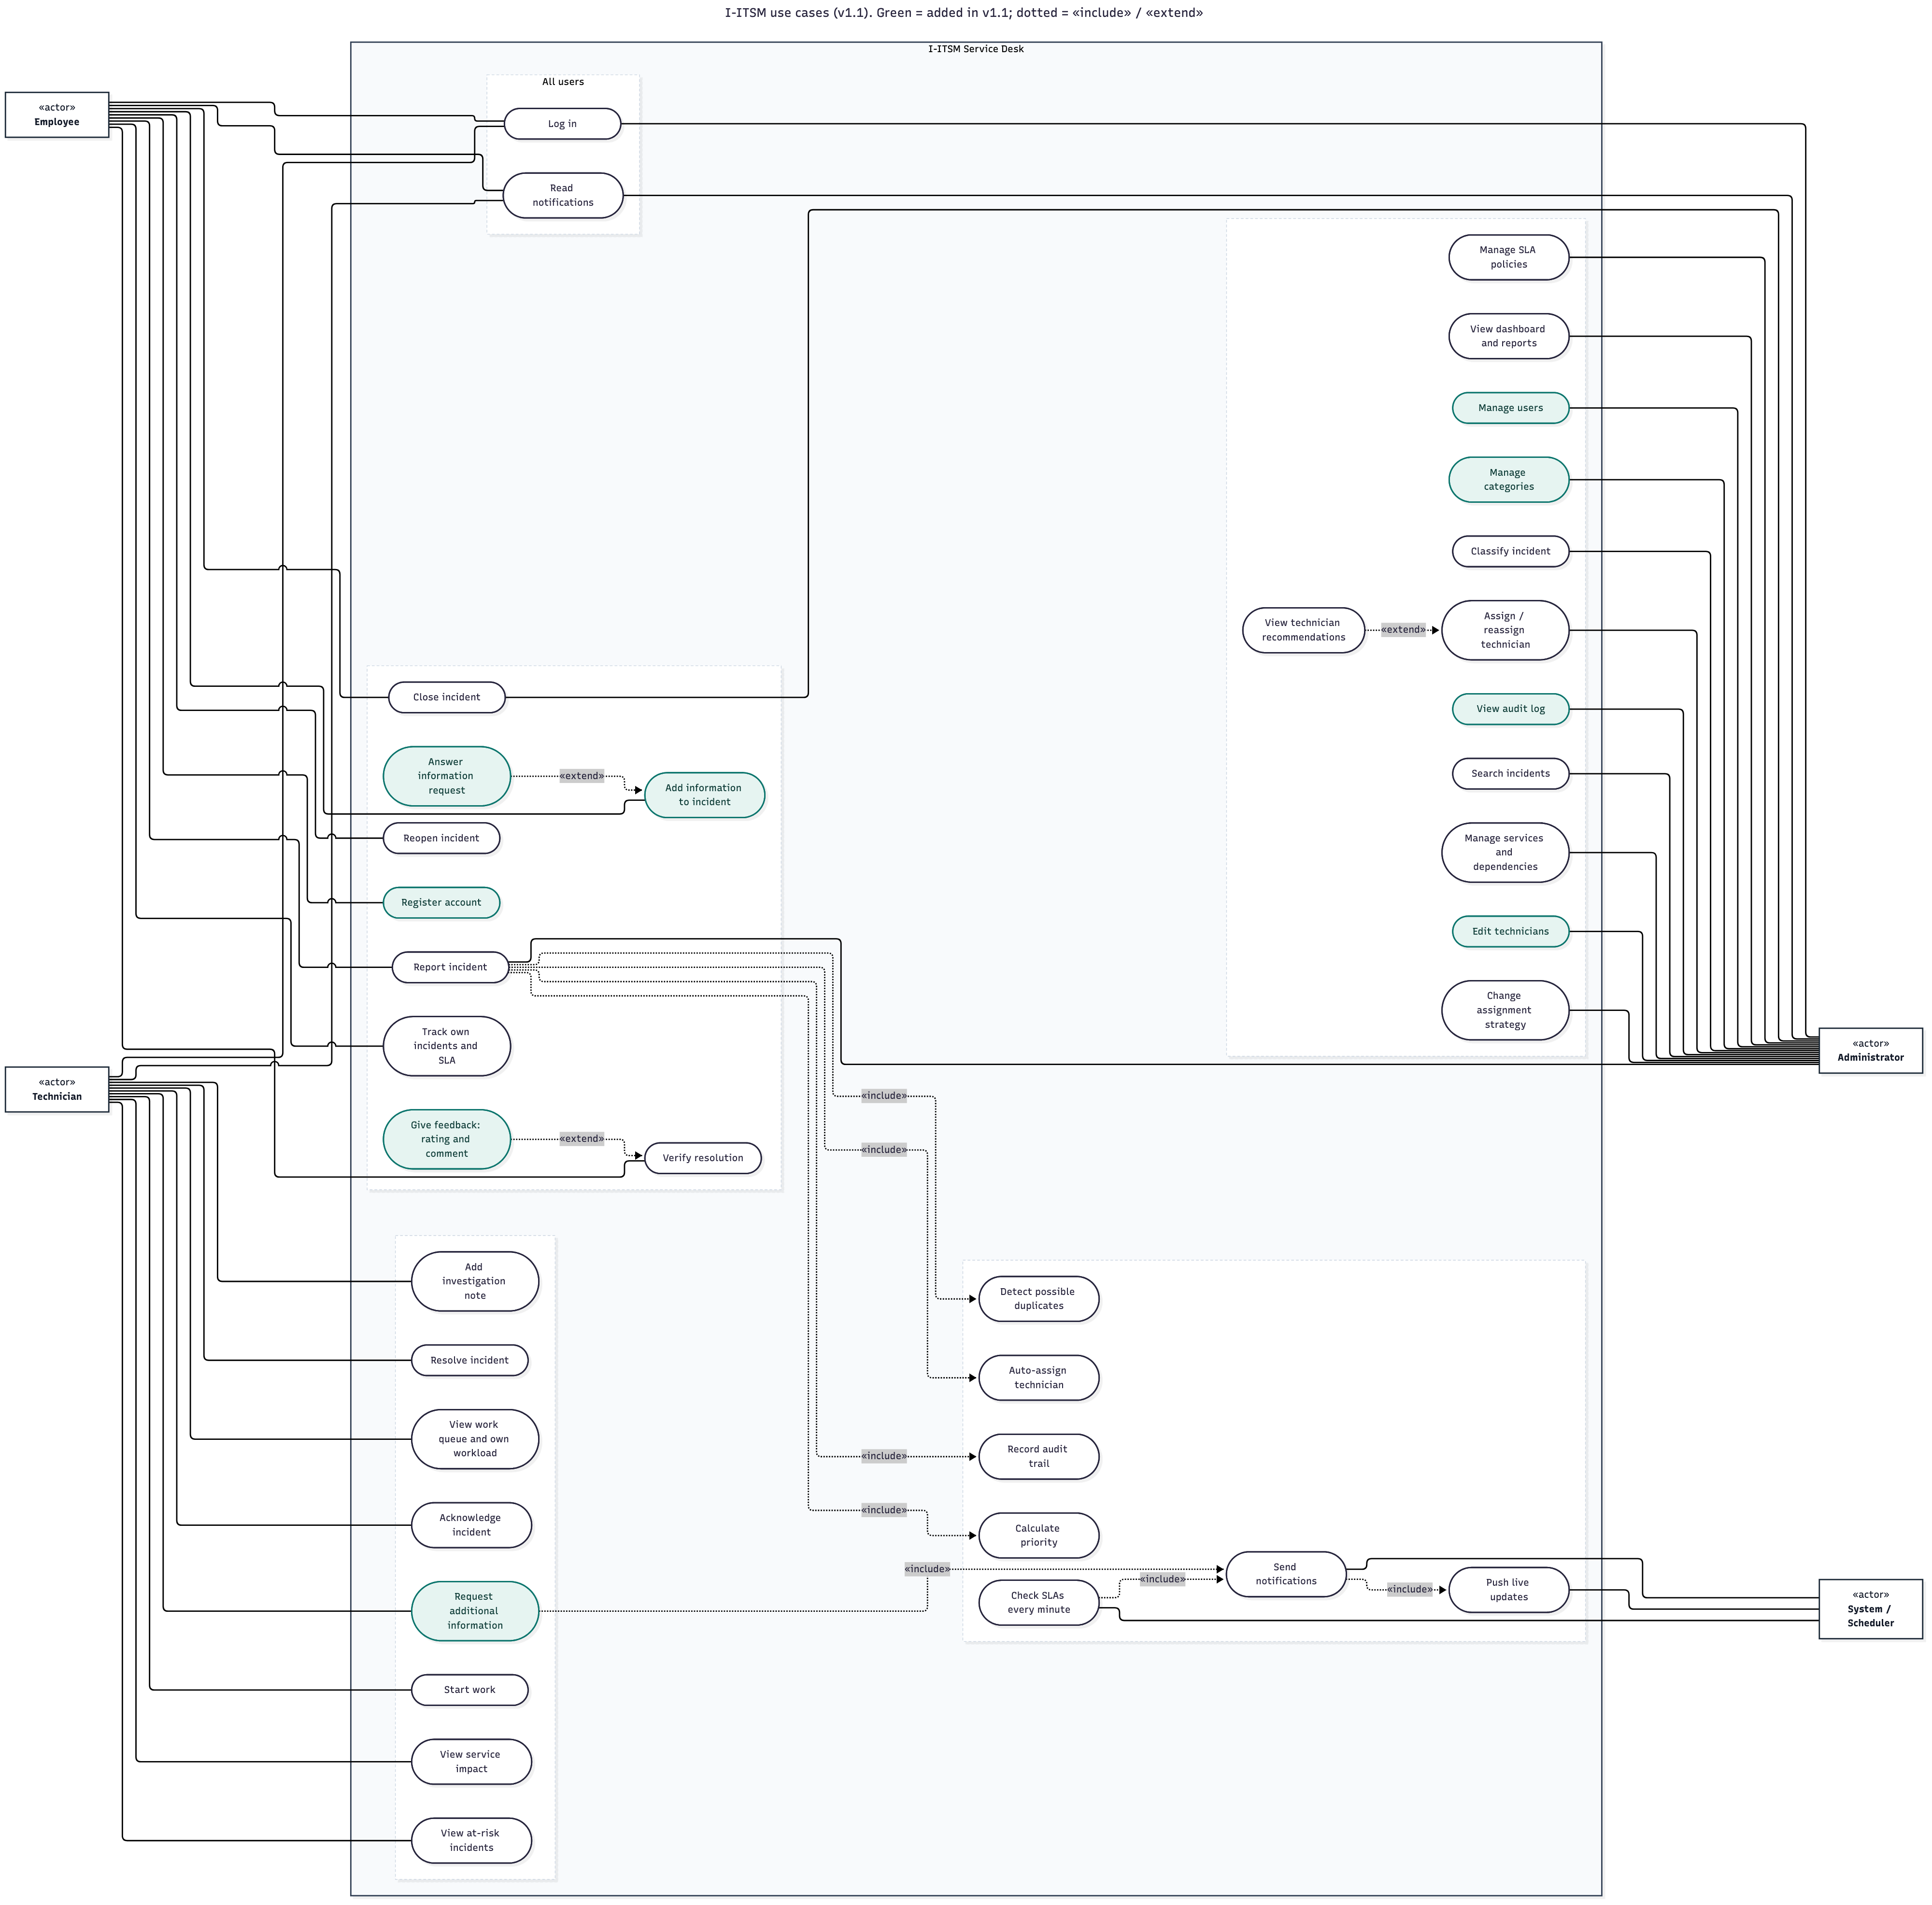 I-ITSM use cases (v1.1). Green = added in v1.1; dotted = «include» / «extend»
I-ITSM Service Desk
All users
«actor»
Employee
Log in
Read
notifications
Manage SLA
policies
View dashboard
and reports
Manage users
Manage
categories
Classify incident
View technician
recommendations
«extend»
Assign /
reassign
technician
Close incident
View audit log
Answer
information
request
«extend»
Add information
to incident
Search incidents
Reopen incident
Manage services
and
dependencies
Register account
Edit technicians
Report incident
Change
assignment
strategy
Track own
incidents and
SLA
«actor»
Administrator
«actor»
Technician
«include»
Give feedback:
rating and
comment
«extend»
Verify resolution
«include»
Add
investigation
note
Detect possible
duplicates
Resolve incident
Auto-assign
technician
View work
queue and own
workload
«include»
Record audit
trail
Acknowledge
incident
«include»
Calculate
priority
Request
additional
information
«include»
Check SLAs
every minute
«include»
Send
notifications
«include»
Push live
updates
«actor»
System /
Scheduler
Start work
View service
impact
View at-risk
incidents